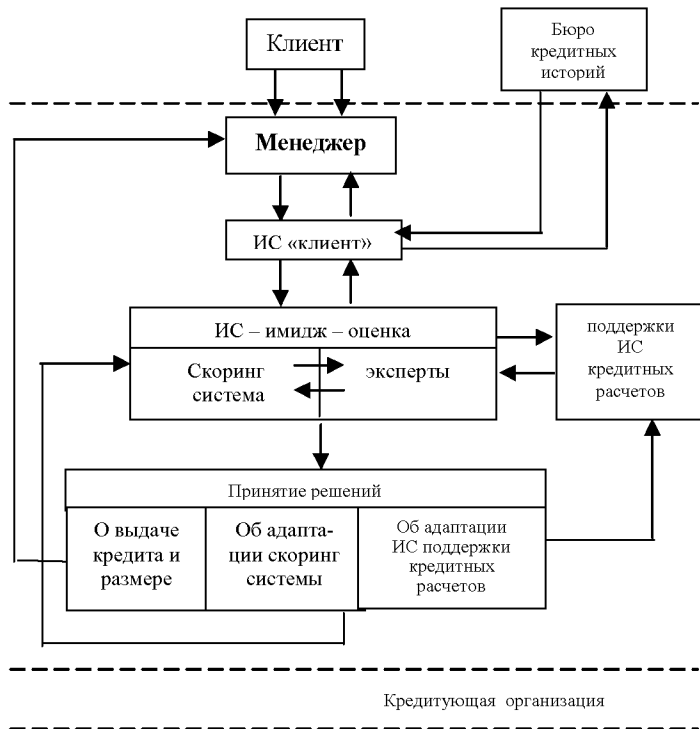 Клиент
Бюро
кредитных
историй
Менеджер
ИС «клиент»
ИС – имидж – оценка
Скоринг
система
эксперты
поддержки
ИС
кредитных
расчетов
Принятие решений
О выдаче
кредита и
размере
Об адапта-
ции скоринг
системы
Об адаптации
ИС поддержки
кредитных
расчетов
Кредитующая организация